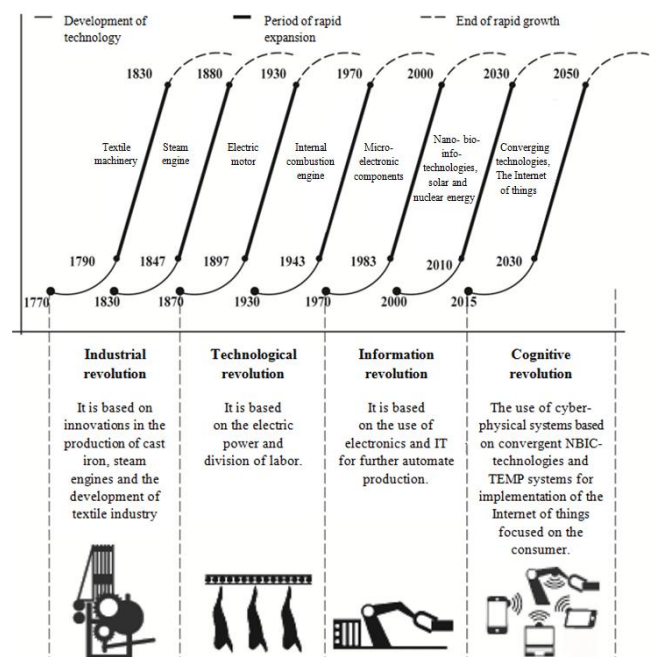 Development of
technology
Period of rapid
expansion
End of rapid growth
1830
1880
1930
1970
2000
2030
2050
Textile
machinery
Steam
engine
Electric
motor
Internal
combustion
engine
Micro-
electronic
components
Nano- bio-
info-
technologies,
solar and
nuclear energy
Converging
technologies,
The Internet
of things
1790
1847
1897
1943
1983
2010
2030
1770
1830
1870
1930
1970
2000
2015
Industrial
revolution
It is based on
innovations in the
production of cast
iron, steam
engines and the
development of
textile industry
Technological
revolution
It is based
on the electric
power and
division of labor.
Information
revolution
It is based
on the use of
electronics and IT
for further automate
production.
Cognitive
revolution
The use of cyber-
physical systems based
on convergent NBIC-
technologies and
TEMP systems for
implementation of the
Internet of things
focused on the
consumer.